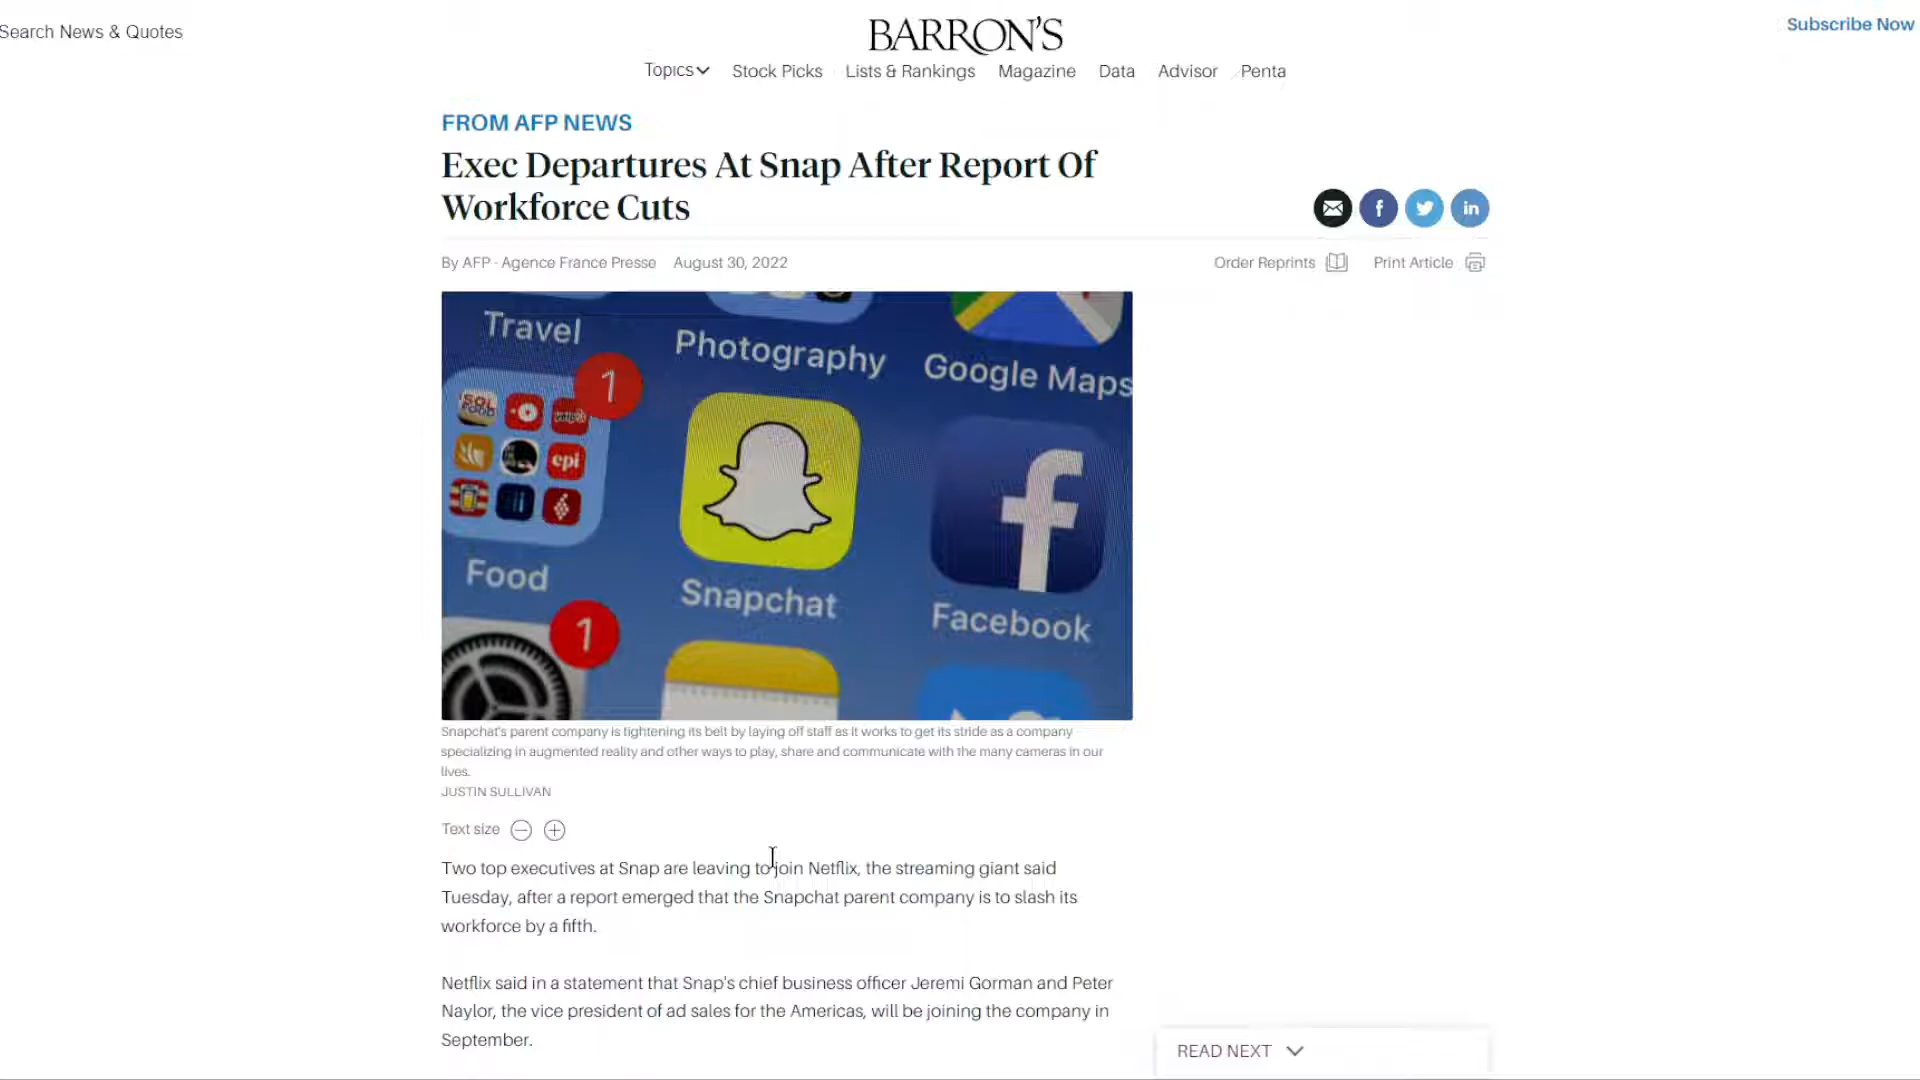 Search News & Quotes
BARRON'S
Subscribe Now
Topics Stock Picks Lists & Rankings Magazine Data Advisor Penta
FROM AFP NEWS
Exec Departures At Snap After Report Of
Workforce Cuts
By AFP - Agence France Presse August 30, 2022
Order Reprints Print Article
Travel
Photography
Google Maps
1
SOL FOOD
epi
Food
Snapchat
Facebook
1
Snapchat's parent company is tightening its belt by laying off staff as it works to get its stride as a company
specializing in augmented reality and other ways to play, share and communicate with the many cameras in our
lives.
JUSTIN SULLIVAN
Text size
Two top executives at Snap are leaving to join Netflix, the streaming giant said
Tuesday, after a report emerged that the Snapchat parent company is to slash its
workforce by a fifth.
Netflix said in a statement that Snap's chief business officer Jeremi Gorman and Peter
Naylor, the vice president of ad sales for the Americas, will be joining the company in
September.
READ NEXT